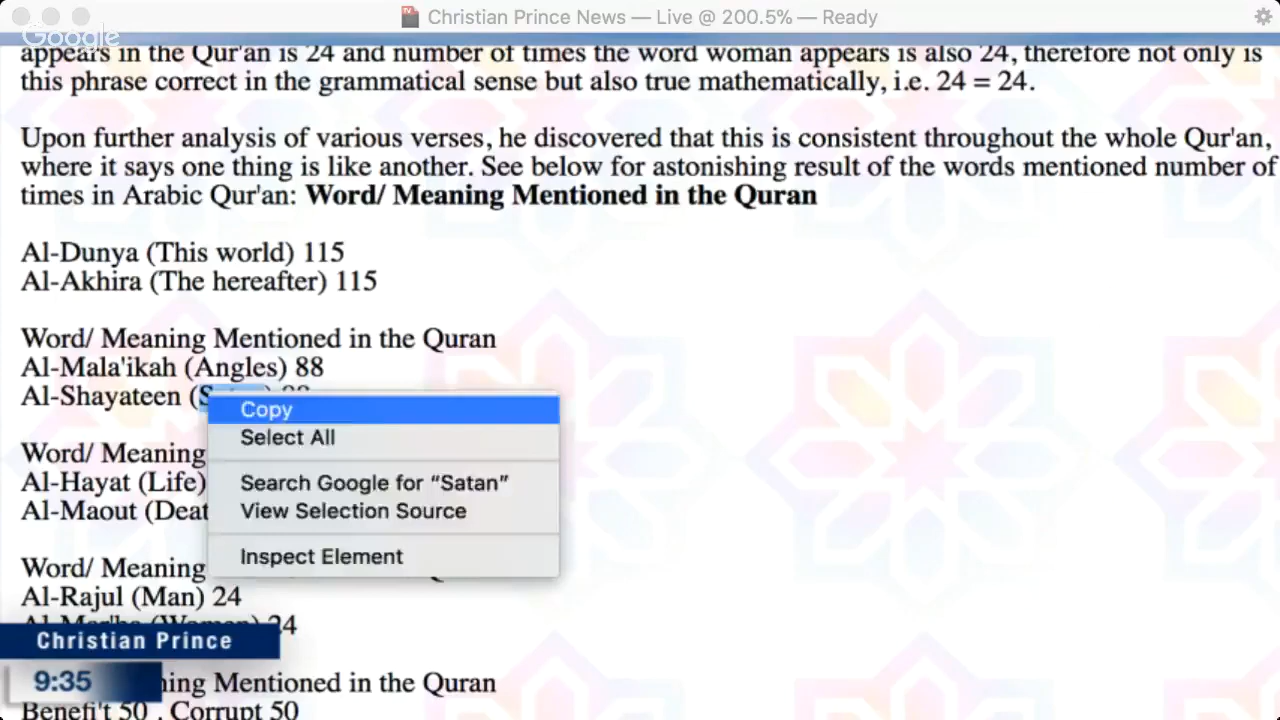 Christian Prince News — Live @ 200.5% — Ready
Google
appears in the Qur'an is 24 and number of times the word woman appears is also 24, therefore not only is
this phrase correct in the grammatical sense but also true mathematically, i.e. 24 = 24.
Upon further analysis of various verses, he discovered that this is consistent throughout the whole Qur'an,
where it says one thing is like another. See below for astonishing result of the words mentioned number of
times in Arabic Qur'an: Word/ Meaning Mentioned in the Quran
Al-Dunya (This world) 115
Al-Akhira (The hereafter) 115
Word/ Meaning Mentioned in the Quran
Al-Mala'ikah (Angles) 88
Al-Shayateen
Copy
Select All
Word/ Meaning
Al-Hayat (Life)
Search Google for “Satan”
Al-Maout
View Selection Source
Inspect Element
Word/ Meaning
Al-Rajul (Man) 24
Christian Prince
9:35
Mentioned in the Quran
Benefi't 50 . Corrupt 50